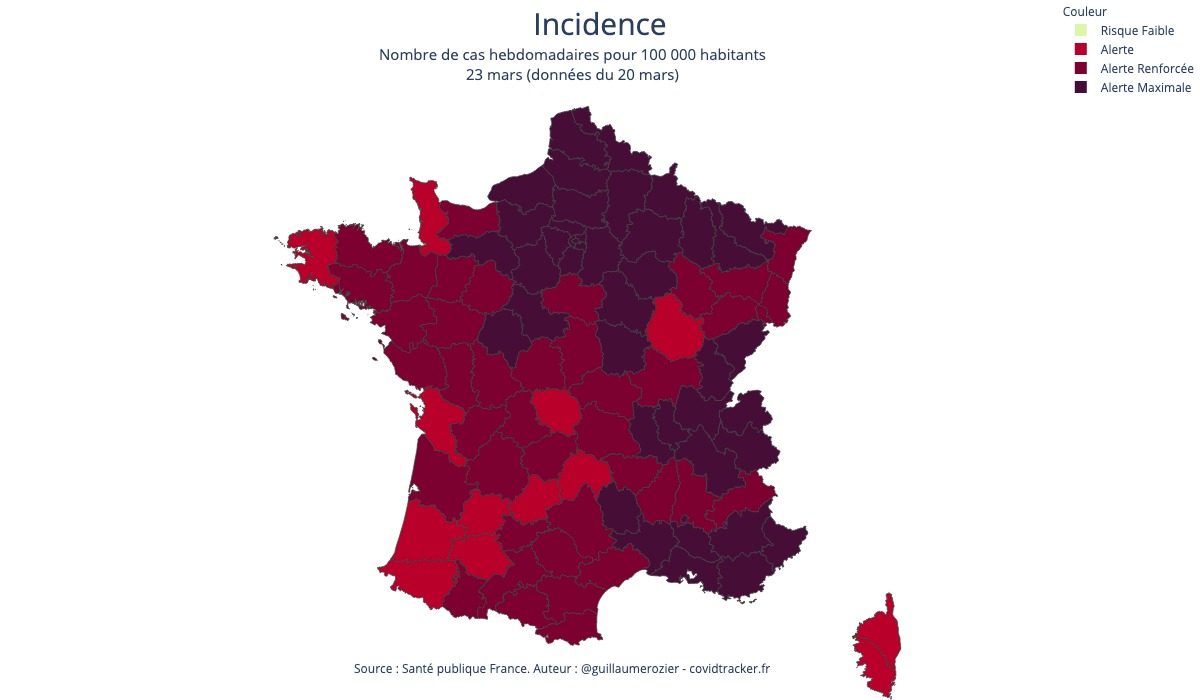 Incidence
Nombre de cas hebdomadaires pour 100 000 habitants
23 mars (données du 20 mars)
Couleur
Risque Faible
Alerte
Alerte Renforcée
Alerte Maximale
Source : Santé publique France. Auteur : @guillaumerozier - covidtracker.fr